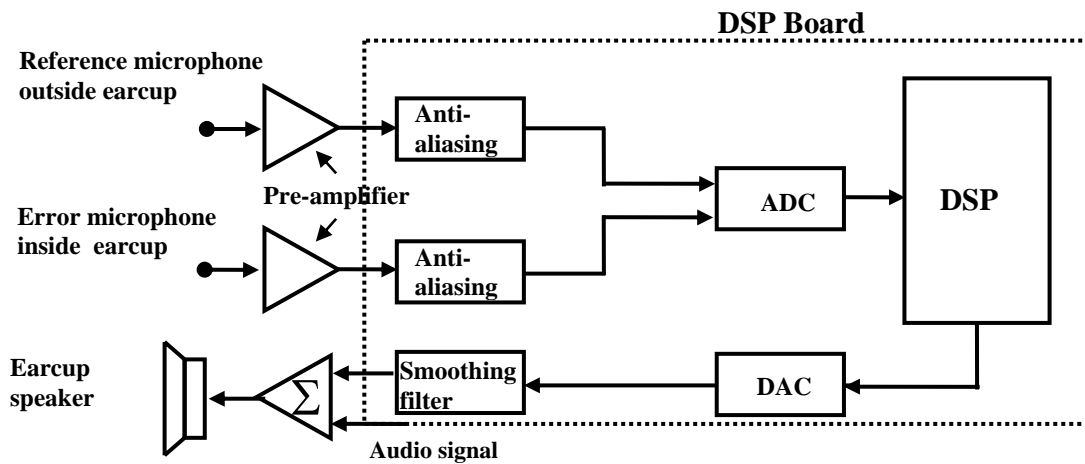 DSP Board
Reference microphone
outside earcup
Anti-
aliasing
Pre-amplifier
ADC
DSP
Error microphone
inside earcup
Anti-
aliasing
Earcup
speaker
Σ
Smoothing
filter
DAC
Audio signal